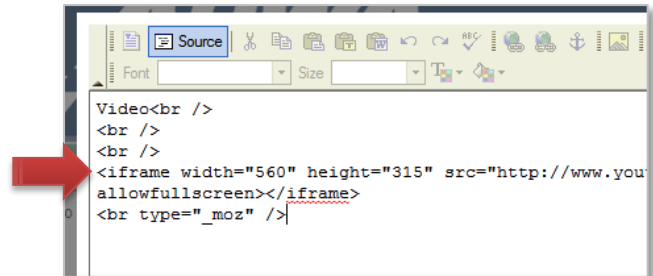 Source
Font Size
Video<br />
<br />
<br />
<iframe width="560" height="315" src="http://www.you
allowfullscreen></iframe>
<br type="_moz" />